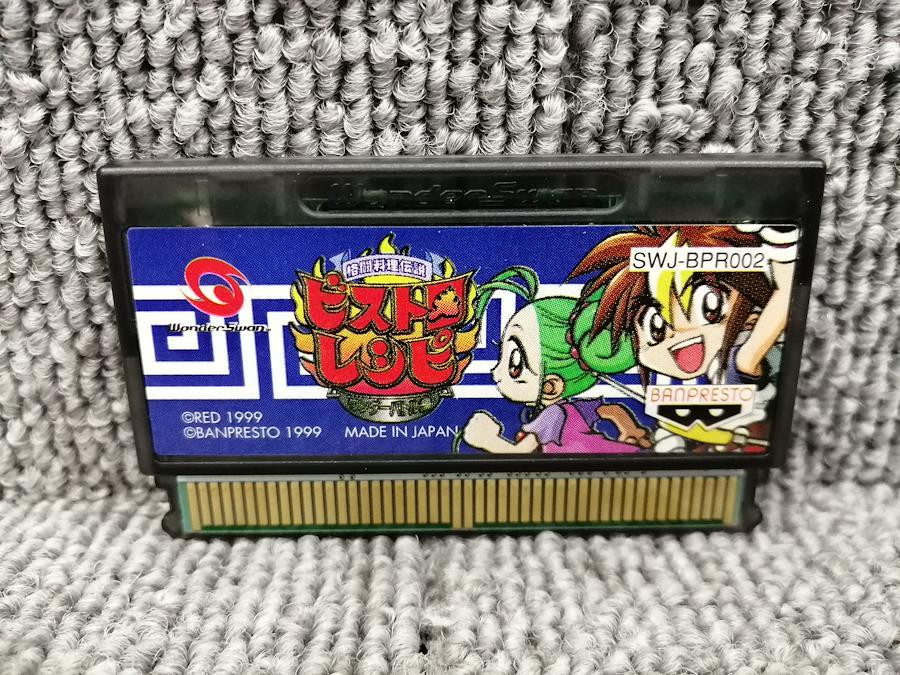 WonderSwan
SWJ-BPR002
格闘料理伝説
ビストロ
レシピ
WonderSwan
BANPRESTO
©RED 1999
©BANPRESTO 1999 MADE IN JAPAN